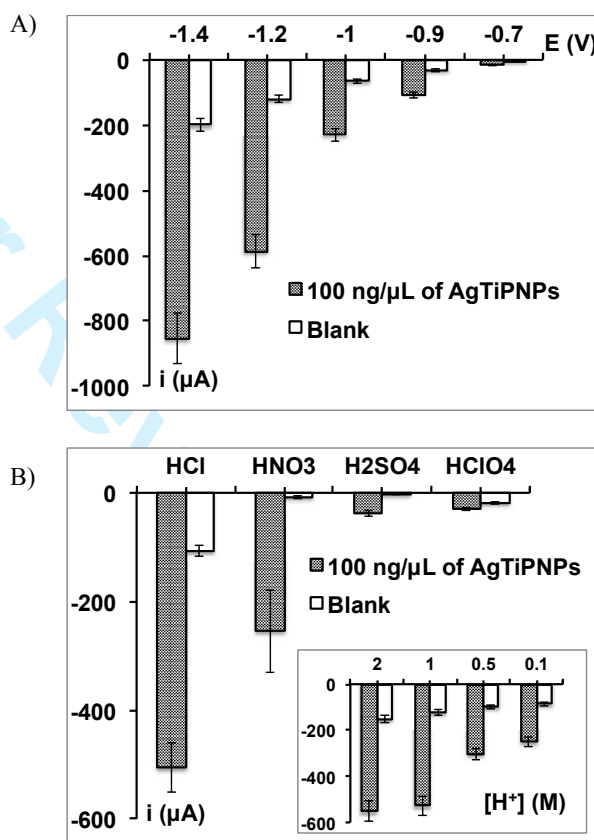 A)
-1.4 -1.2 -1 -0.9 -0.7 E (V)
0
-200
-400
-600
-800
-1000
100 ng/µL of AgTiPNPs
Blank
i (µA)
B)
HCl HNO3 H2SO4 HClO4
0
-200
-400
-600
100 ng/µL of AgTiPNPs
Blank
i (µA)
2 1 0.5 0.1
0
-200
-400
-600
[H⁺] (M)